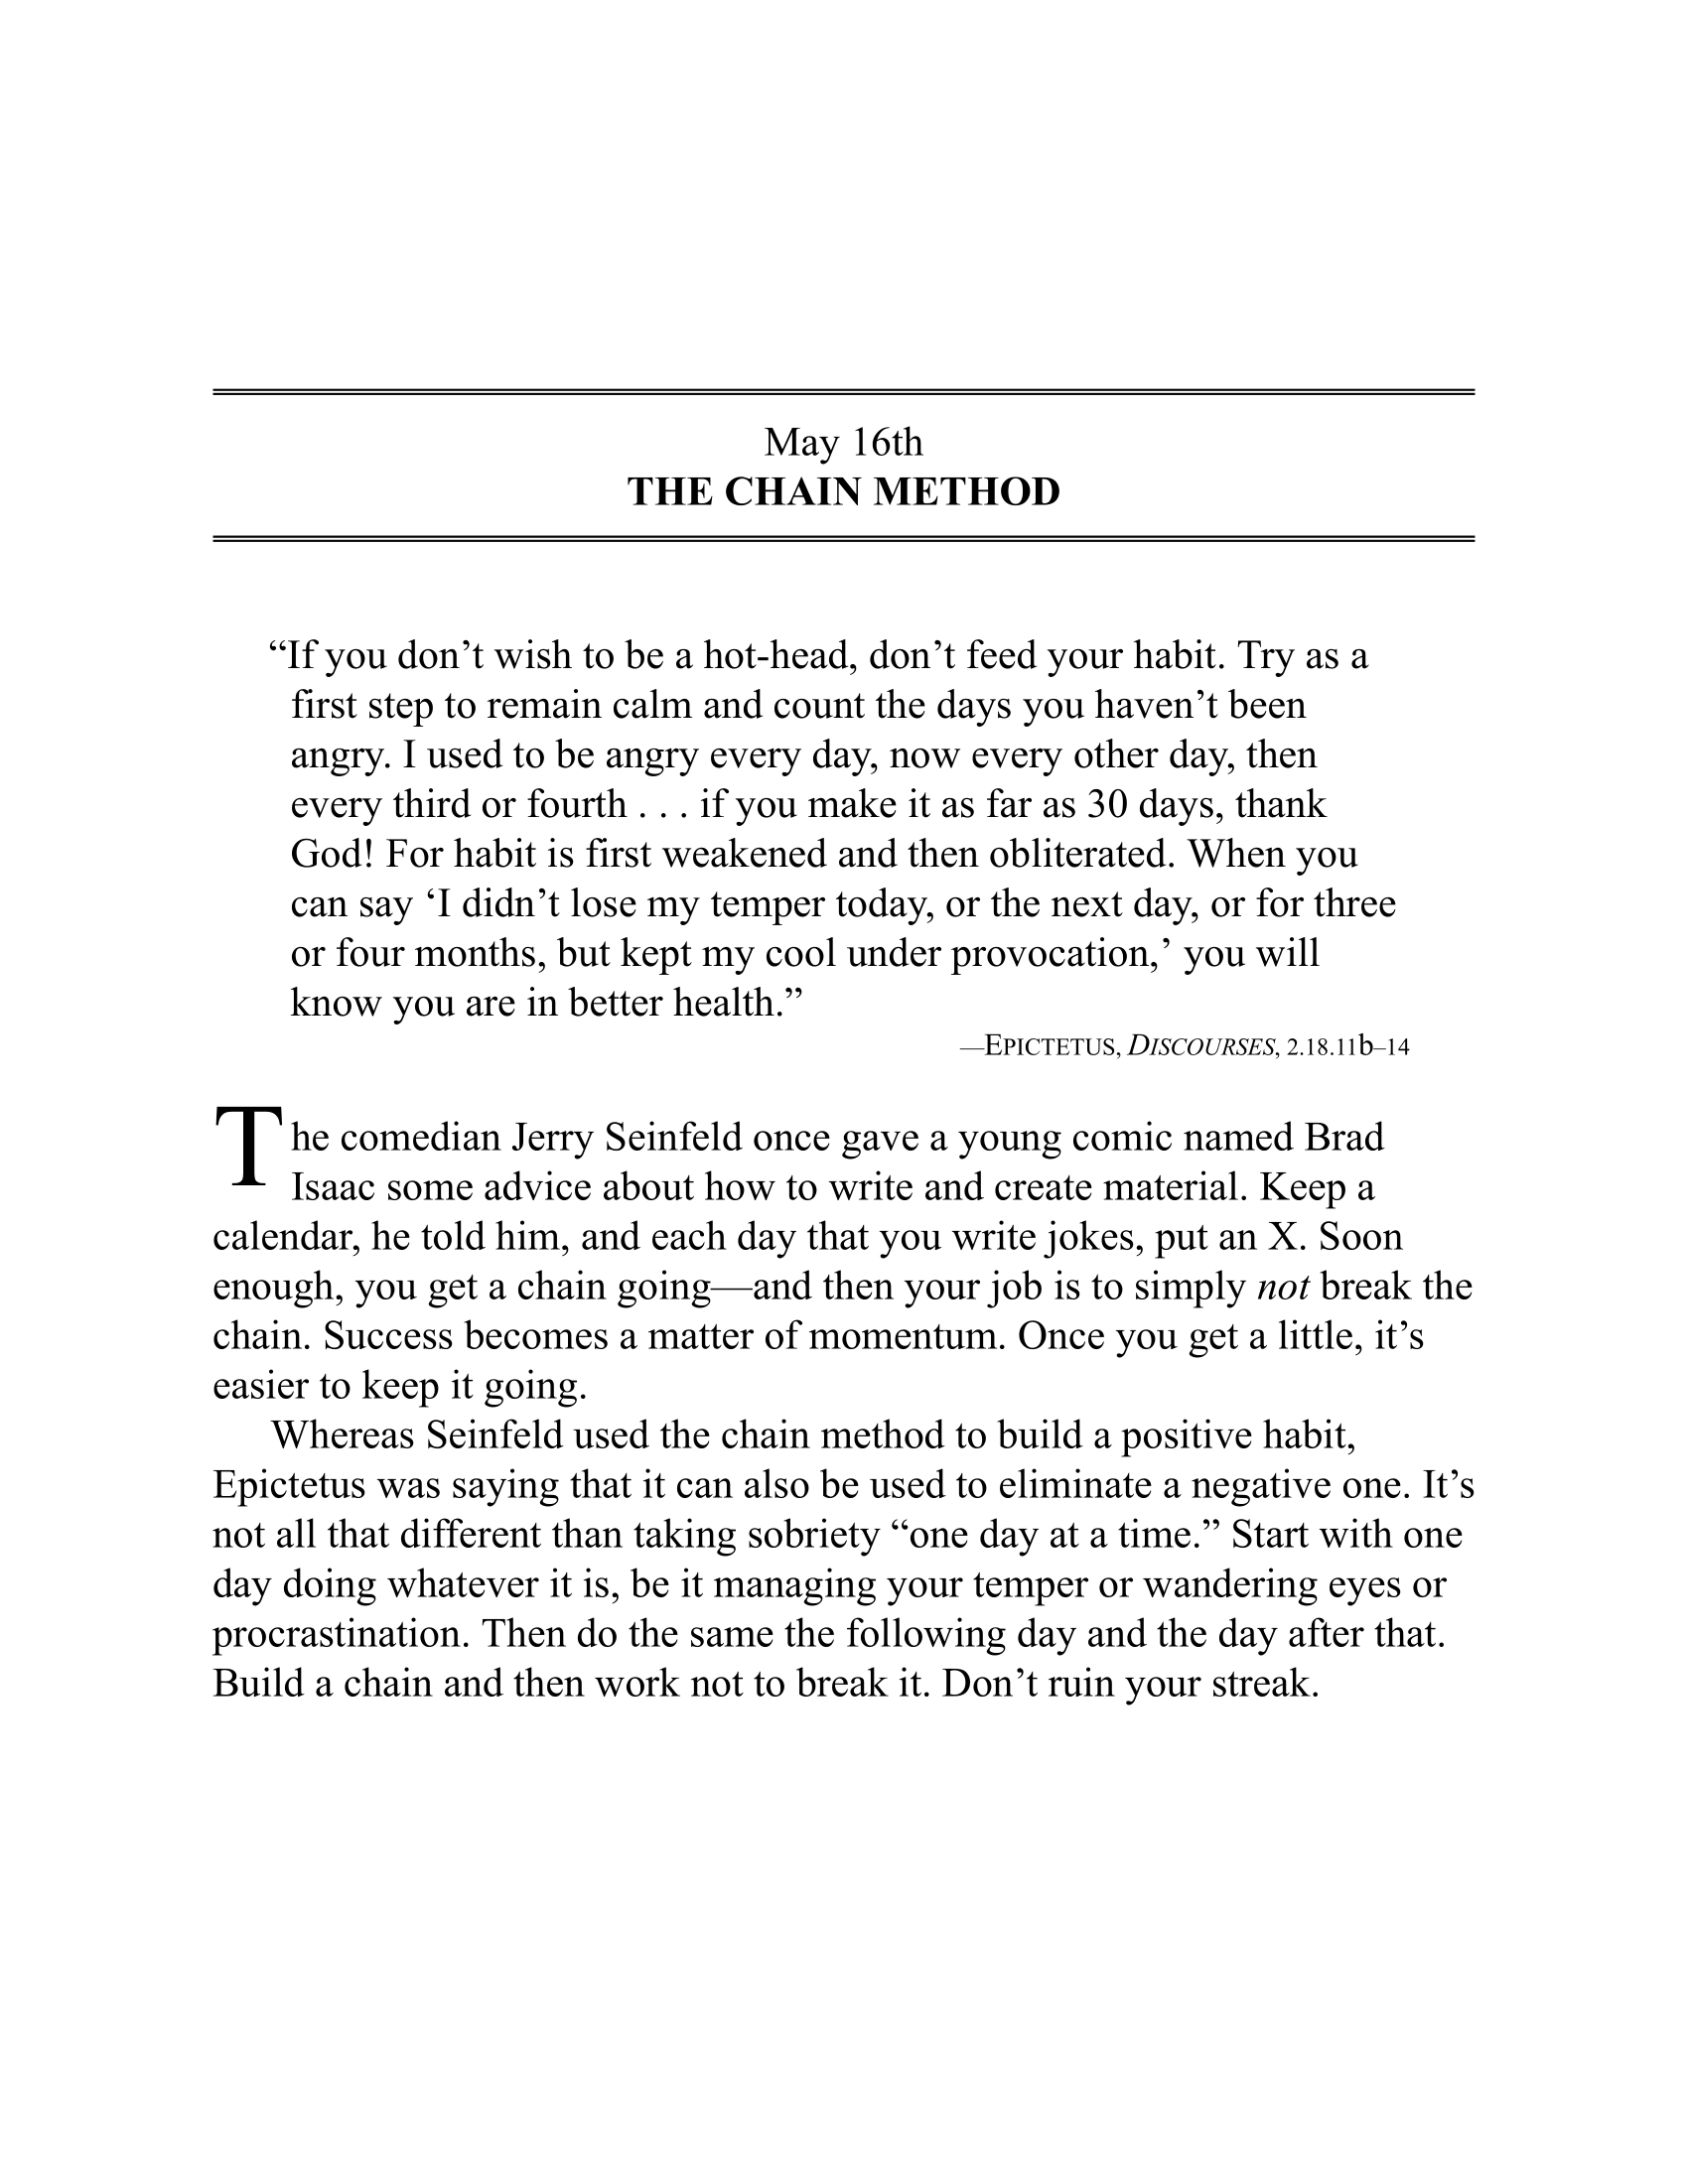 May 16th
THE CHAIN METHOD
“If you don’t wish to be a hot-head, don’t feed your habit. Try as a
first step to remain calm and count the days you haven’t been
angry. I used to be angry every day, now every other day, then
every third or fourth . . . if you make it as far as 30 days, thank
God! For habit is first weakened and then obliterated. When you
can say ‘I didn’t lose my temper today, or the next day, or for three
or four months, but kept my cool under provocation,’ you will
know you are in better health.”
—EPICTETUS, DISCOURSES, 2.18.11b–14
The comedian Jerry Seinfeld once gave a young comic named Brad
Isaac some advice about how to write and create material. Keep a
calendar, he told him, and each day that you write jokes, put an X. Soon
enough, you get a chain going—and then your job is to simply not break the
chain. Success becomes a matter of momentum. Once you get a little, it’s
easier to keep it going.
Whereas Seinfeld used the chain method to build a positive habit,
Epictetus was saying that it can also be used to eliminate a negative one. It’s
not all that different than taking sobriety “one day at a time.” Start with one
day doing whatever it is, be it managing your temper or wandering eyes or
procrastination. Then do the same the following day and the day after that.
Build a chain and then work not to break it. Don’t ruin your streak.